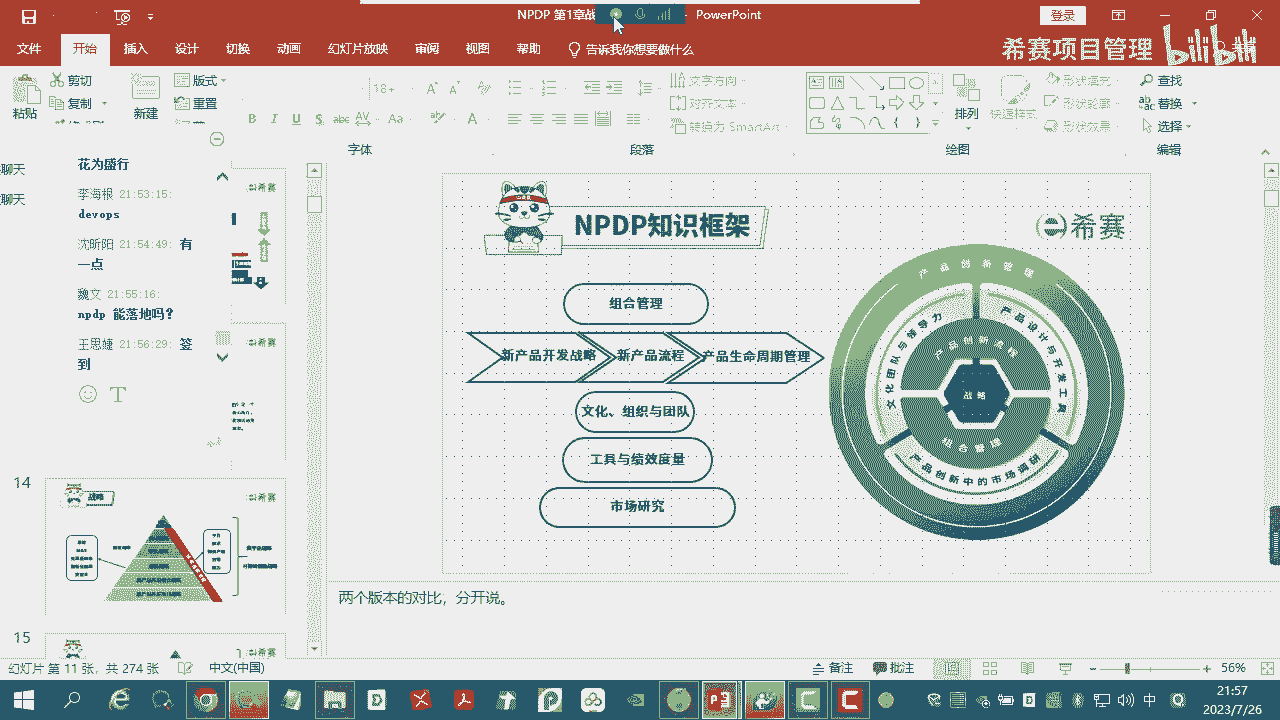 NPDP 第1章战
PowerPoint
登录
文件 开始 插入 设计 切换 动画 幻灯片放映 审阅 视图 帮助 告诉我你想要做什么
希赛项目管理 bilibili
剪切
复制
粘贴
新建
版式
重置
18
文字方向
对齐文本
转换为 SmartArt
排列
快速样式
形状填充
形状轮廓
形状效果
查找
替换
选择
字体 段落 绘图 编辑
聊天
花为盛行
李海根 21:53:15:
devops
沈昕阳 21:54:49: 有
一点
魏文 21:55:16:
npdp 能落地吗?
王思婕 21:56:29: 签
到
希赛
希赛
14
战略
希赛
15
NPDP知识框架
希赛
组合管理
新产品开发战略
新产品流程
产品生命周期管理
文化、组织与团队
工具与绩效度量
市场研究
产品创新管理
文化团队与领导力
产品设计与开发工具
产品创新流程
战略
组合管理
产品创新中的市场调研
两个版本的对比，分开说。
幻灯片 第 11 张，共 274 张 中文(中国) 备注 批注 56%
中
21:57
2023/7/26